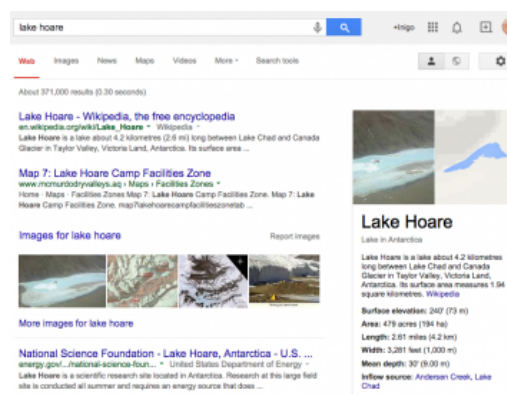 lake hoare
+Inigo
Web Images News Maps Videos More Search tools
About 371,000 results (0.30 seconds)
Lake Hoare - Wikipedia, the free encyclopedia
en.wikipedia.org/wiki/Lake_Hoare Wikipedia
Lake Hoare is a lake about 4.2 kilometres (2.6 mi) long between Lake Chad and Canada
Glacier in Taylor Valley, Victoria Land, Antarctica. Its surface area ...
Map 7: Lake Hoare Camp Facilities Zone
www.mcmurdodryvalleys.aq › Maps › Facilities Zones
Home · Maps · Facilities Zones Map 7: Lake Hoare Camp Facilities Zone. Map 7: Lake
Hoare Camp Facilities Zone. map7lakehoarecampfacilitieszonetab ...
Images for lake hoare
Report images
More images for lake hoare
National Science Foundation - Lake Hoare, Antarctica - U.S. ...
energy.gov/.../national-science-foun... United States Department of Energy
Lake Hoare is a scientific research site located in Antarctica. Research at this large field
site is conducted all summer and requires an energy source that does ...
Lake Hoare
Lake in Antarctica
Lake Hoare is a lake about 4.2 kilometres
long between Lake Chad and Canada
Glacier in Taylor Valley, Victoria Land,
Antarctica. Its surface area measures 1.94
square kilometres. Wikipedia
Surface elevation: 240' (73 m)
Area: 479 acres (194 ha)
Length: 2.61 miles (4.2 km)
Width: 3,281 feet (1,000 m)
Mean depth: 30' (9.00 m)
Inflow source: Andersen Creek, Lake
Chad